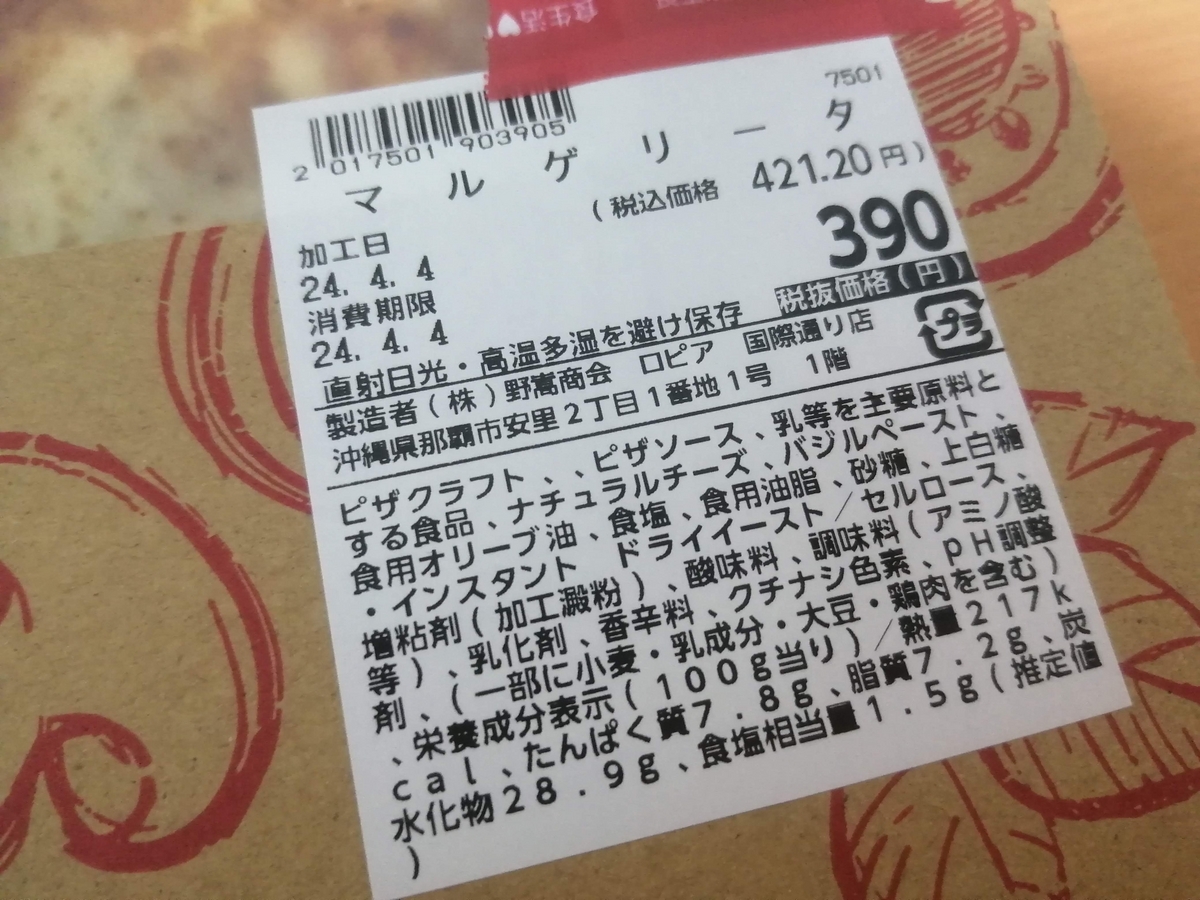 食生活♥
7501
2 017501 903905
マルゲリータ
(税込価格 421.20円)
390
税抜価格(円)
加工日
24. 4. 4
消費期限
24. 4. 4
直射日光・高温多湿を避け保存
プラ
製造者(株)野嵩商会 ロピア 国際通り店
沖縄県那覇市安里2丁目1番地1号 1階
ピザクラフト、、ピザソース、乳等を主要原料と
する食品、ナチュラルチーズ、バジルペースト、
食用オリーブ油、食塩、食用油脂、砂糖、上白糖
・インスタント ドライイースト/セルロース、
増粘剤(加工澱粉)、酸味料、調味料(アミノ酸
等)、乳化剤、香辛料、クチナシ色素、pH調整
剤、(一部に小麦・乳成分・大豆・鶏肉を含む)
、栄養成分表示(100g当り)/熱■217k
cal、たんぱく質7.8g、脂質7.2g、炭
水化物28.9g、食塩相当■1.5g(推定値
)